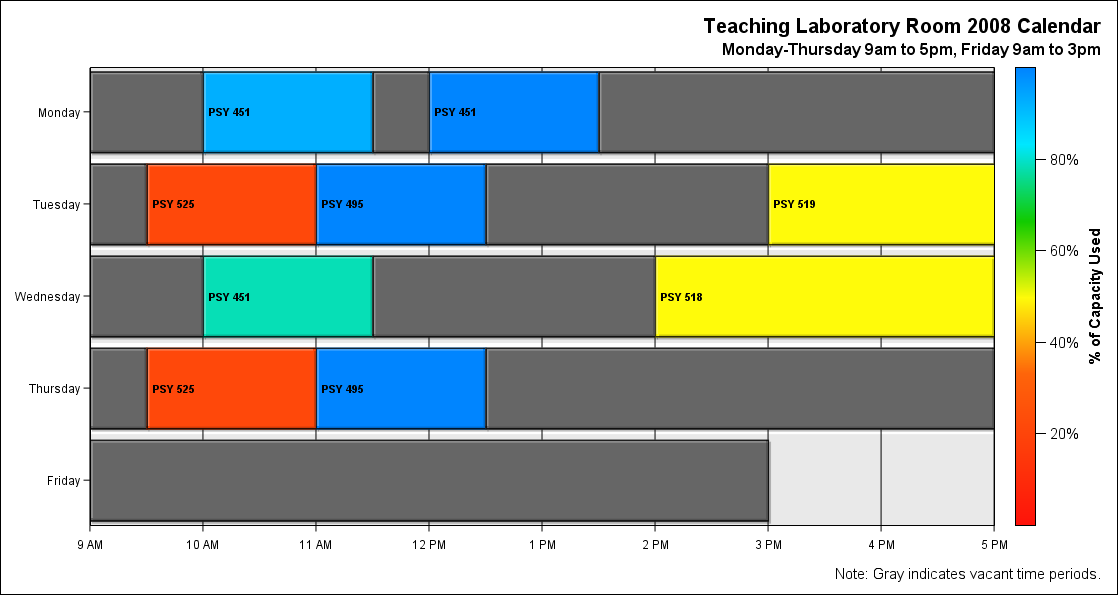 Teaching Laboratory Room 2008 Calendar
Monday-Thursday 9am to 5pm, Friday 9am to 3pm
Monday
PSY 451
PSY 451
Tuesday
PSY 525
PSY 495
PSY 519
Wednesday
PSY 451
PSY 518
Thursday
PSY 525
PSY 495
Friday
9 AM
10 AM
11 AM
12 PM
1 PM
2 PM
3 PM
4 PM
5 PM
80%
60%
40%
20%
% of Capacity Used
Note: Gray indicates vacant time periods.